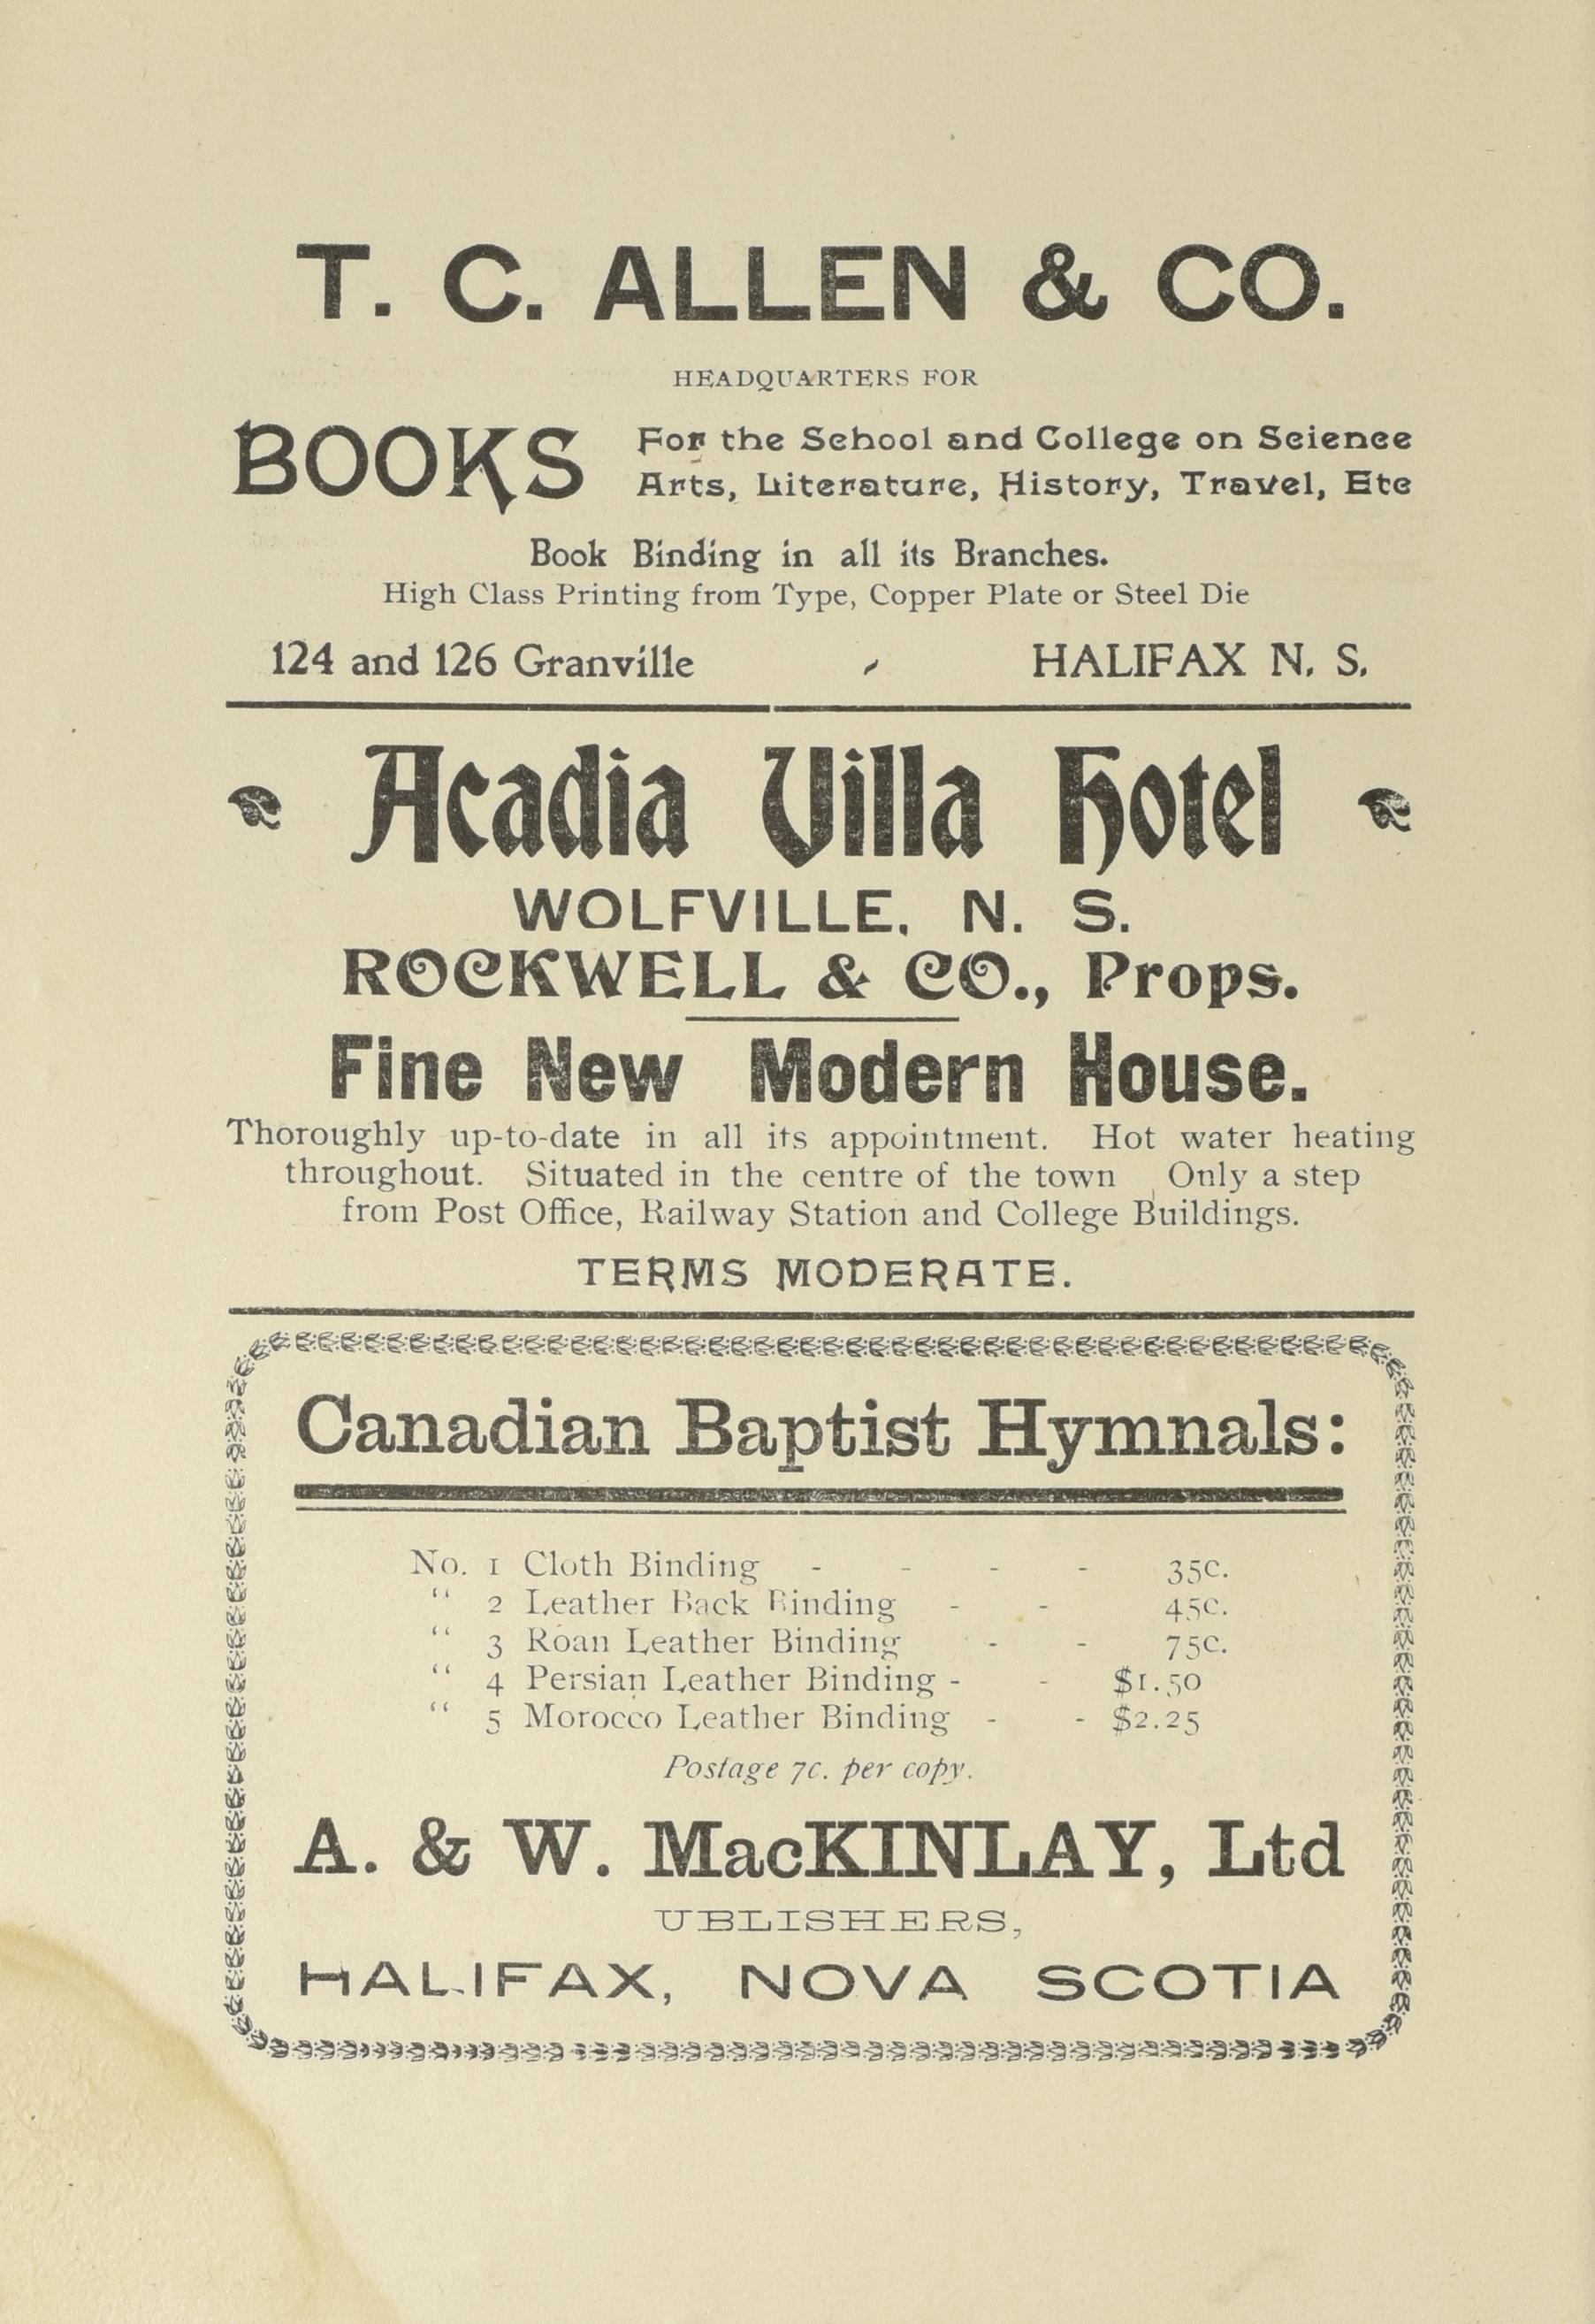 T. C. ALLEN & CO.
HEADQUARTERS FOR
BOOKS For the School and College on Science
Arts, Literature, History, Travel, Etc
Book Binding in all its Branches.
High Class Printing from Type, Copper Plate or Steel Die
124 and 126 Granville - HALIFAX N. S.
Acadia Villa Hotel
WOLFVILLE. N. S.
ROCKWELL & CO., Props.
Fine New Modern House.
Thoroughly up-to-date in all its appointment. Hot water heating
throughout. Situated in the centre of the town Only a step
from Post Office, Railway Station and College Buildings.
TERMS MODERATE.
Canadian Baptist Hymnals:
No. 1 Cloth Binding - - - - 35c.
“ 2 Leather Back Binding - - 45c.
“ 3 Roan Leather Binding - - 75c.
“ 4 Persian Leather Binding - - $1.50
“ 5 Morocco Leather Binding - - $2.25
Postage 7c. per copy.
A. & W. MacKINLAY, Ltd
UBLISHERS,
HALIFAX, NOVA SCOTIA